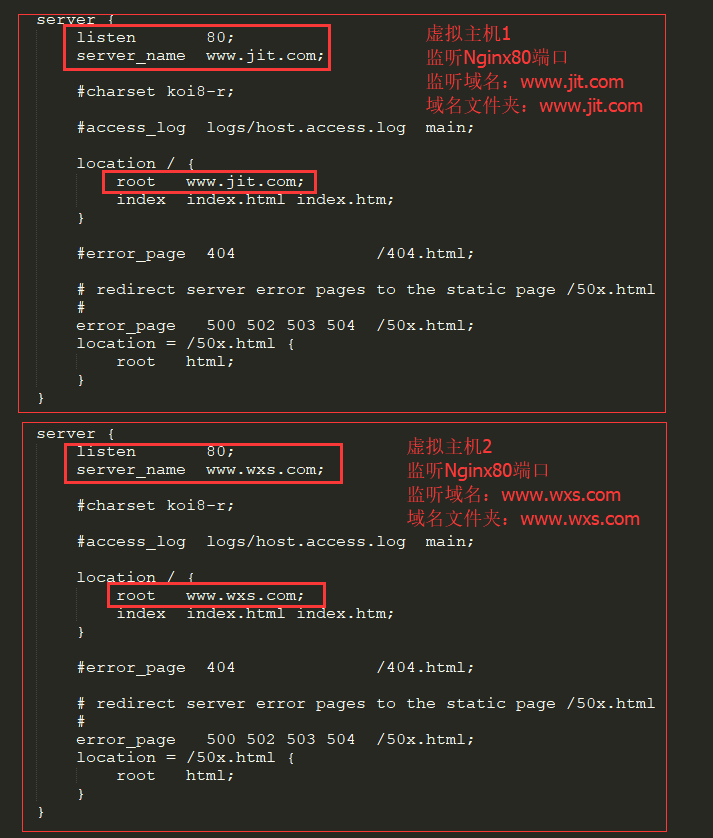 server {
listen 80;
server_name www.jit.com;
虚拟主机1
监听Nginx80端口
监听域名：www.jit.com
域名文件夹：www.jit.com
#charset koi8-r;
#access_log logs/host.access.log main;
location / {
root www.jit.com;
index index.html index.htm;
}
#error_page 404 /404.html;
# redirect server error pages to the static page /50x.html
#
error_page 500 502 503 504 /50x.html;
location = /50x.html {
root html;
}
}
server {
listen 80;
server_name www.wxs.com;
虚拟主机2
监听Nginx80端口
监听域名：www.wxs.com
域名文件夹：www.wxs.com
#charset koi8-r;
#access_log logs/host.access.log main;
location / {
root www.wxs.com;
index index.html index.htm;
}
#error_page 404 /404.html;
# redirect server error pages to the static page /50x.html
#
error_page 500 502 503 504 /50x.html;
location = /50x.html {
root html;
}
}